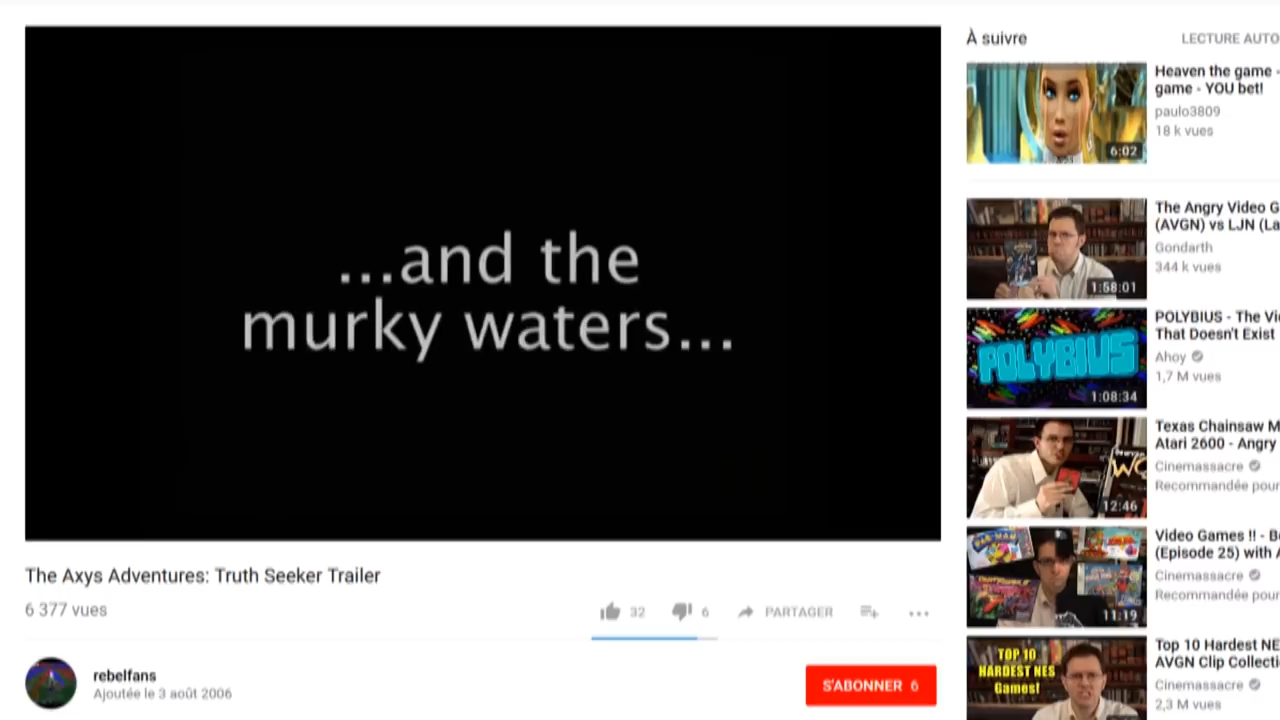 ...and the
murky waters...
The Axys Adventures: Truth Seeker Trailer
6 377 vues
32
6
PARTAGER
rebelfans
Ajoutée le 3 août 2006
S'ABONNER 6
À suivre
LECTURE AUTO
6:02
Heaven the game -
game - YOU bet!
paulo3809
18 k vues
1:58:01
The Angry Video G
(AVGN) vs LJN (La
Gondarth
344 k vues
POLYBIUS
1:08:34
POLYBIUS - The Vi
That Doesn't Exist
Ahoy
1,7 M vues
12:46
Texas Chainsaw M
Atari 2600 - Angry
Cinemassacre
Recommandée pour
PAC-MAN
11:19
Video Games !! - B
(Episode 25) with A
Cinemassacre
Recommandée pour
TOP 10
HARDEST NES
Games!
Top 10 Hardest NE
AVGN Clip Collecti
Cinemassacre
2,3 M vues